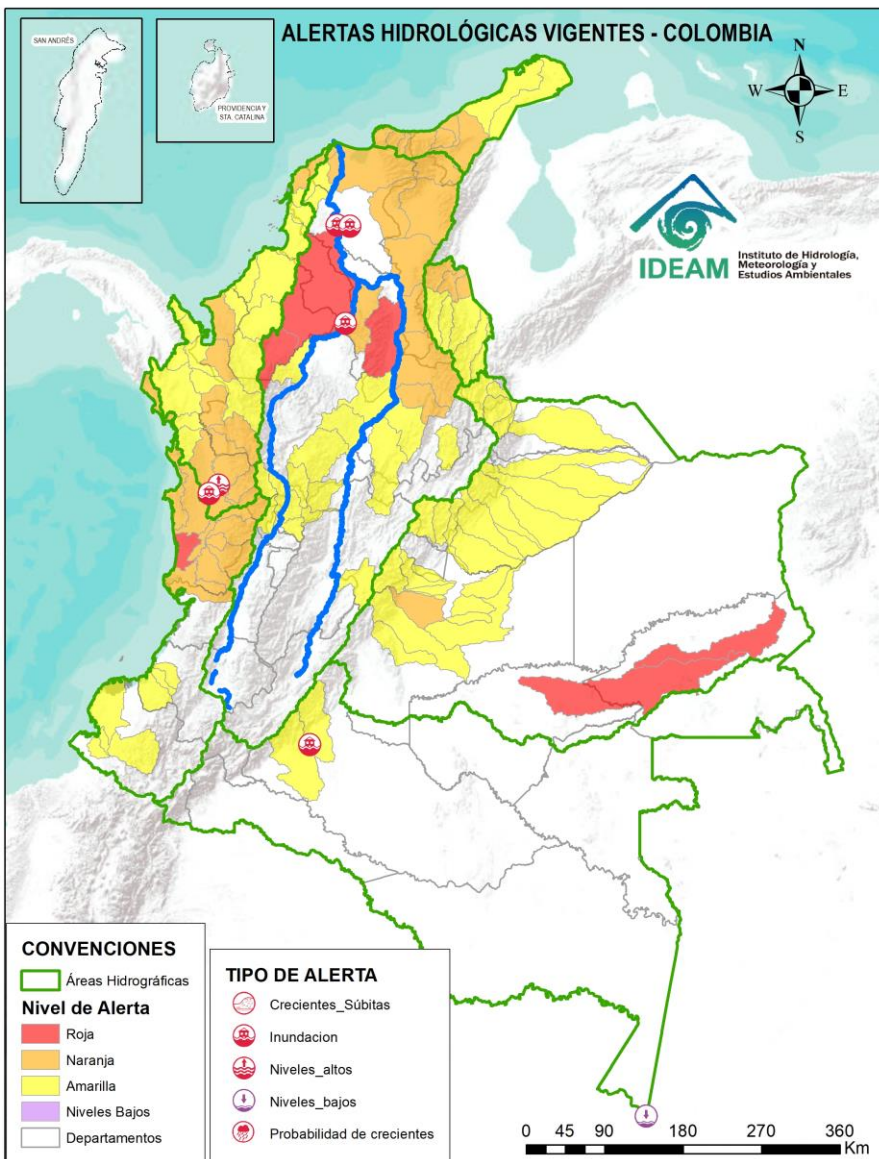 ALERTAS HIDROLÓGICAS VIGENTES - COLOMBIA
SAN ANDRÉS
PROVIDENCIA Y
STA. CATALINA
N
W
E
S
IDEAM
Instituto de Hidrología,
Meteorología y
Estudios Ambientales
CONVENCIONES
Áreas Hidrográficas
Nivel de Alerta
Roja
Naranja
Amarilla
Niveles Bajos
Departamentos
TIPO DE ALERTA
Crecientes_Súbitas
Inundacion
Niveles_altos
Niveles_bajos
Probabilidad de crecientes
0 45 90 180 270 360
Km